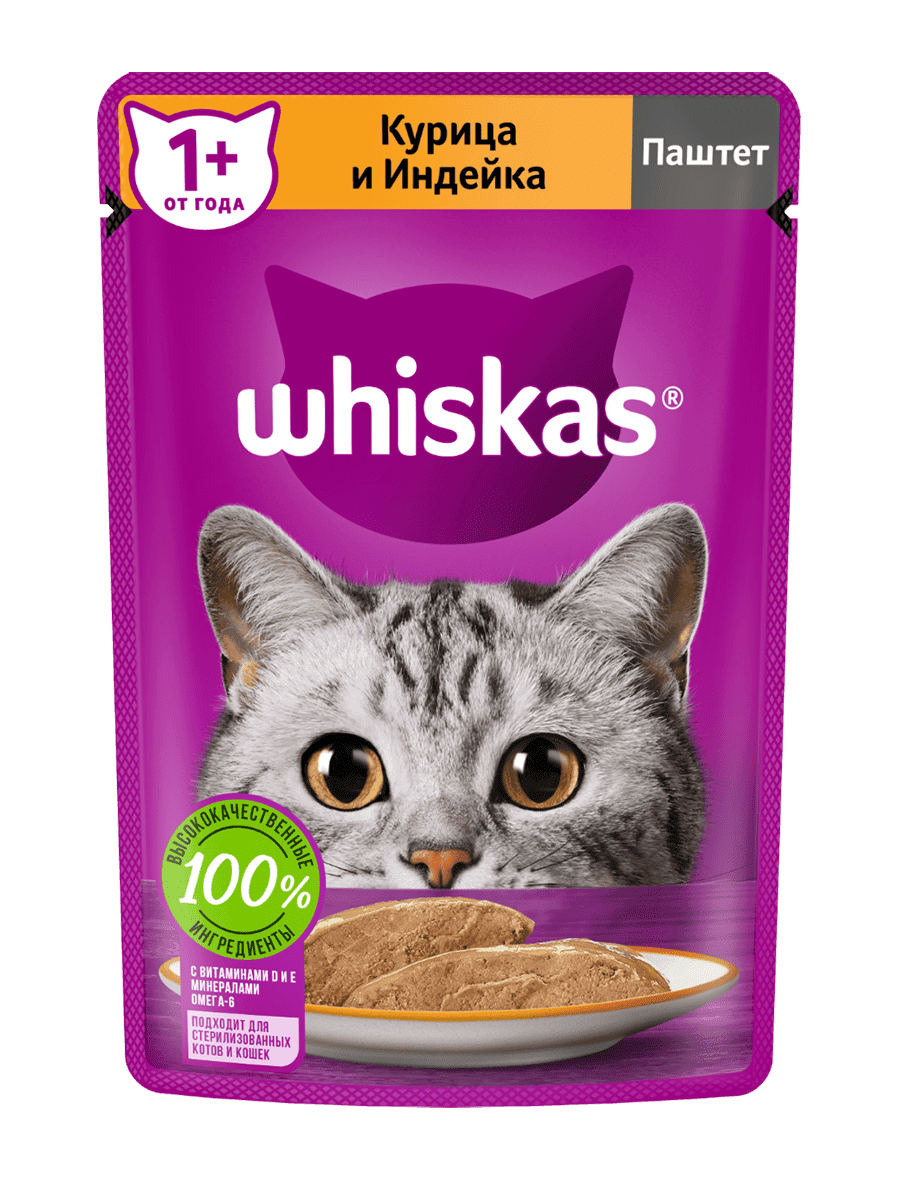 1+
ОТ ГОДА
Курица
и Индейка
Паштет
whiskas®
ВЫСОКОКАЧЕСТВЕННЫЕ
100%
ИНГРЕДИЕНТЫ
С ВИТАМИНАМИ D И E
МИНЕРАЛАМИ
ОМЕГА-6
ПОДХОДИТ ДЛЯ
СТЕРИЛИЗОВАННЫХ
КОТОВ И КОШЕК